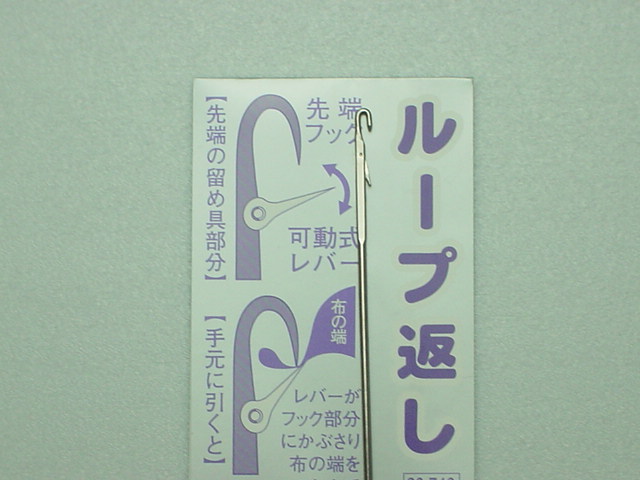 ループ返し
【先端の留め具部分】
先端
フック
可動式
レバー
【手元に引くと】
布の端
レバーが
フック部分
にかぶさり
布の端を